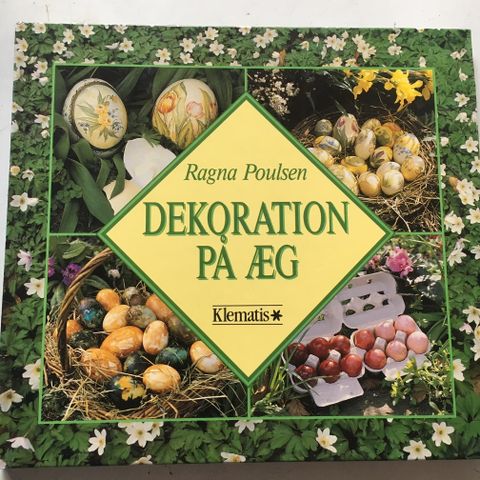 Ragna Poulsen
DEKORATION
PÅ ÆG
Klematis